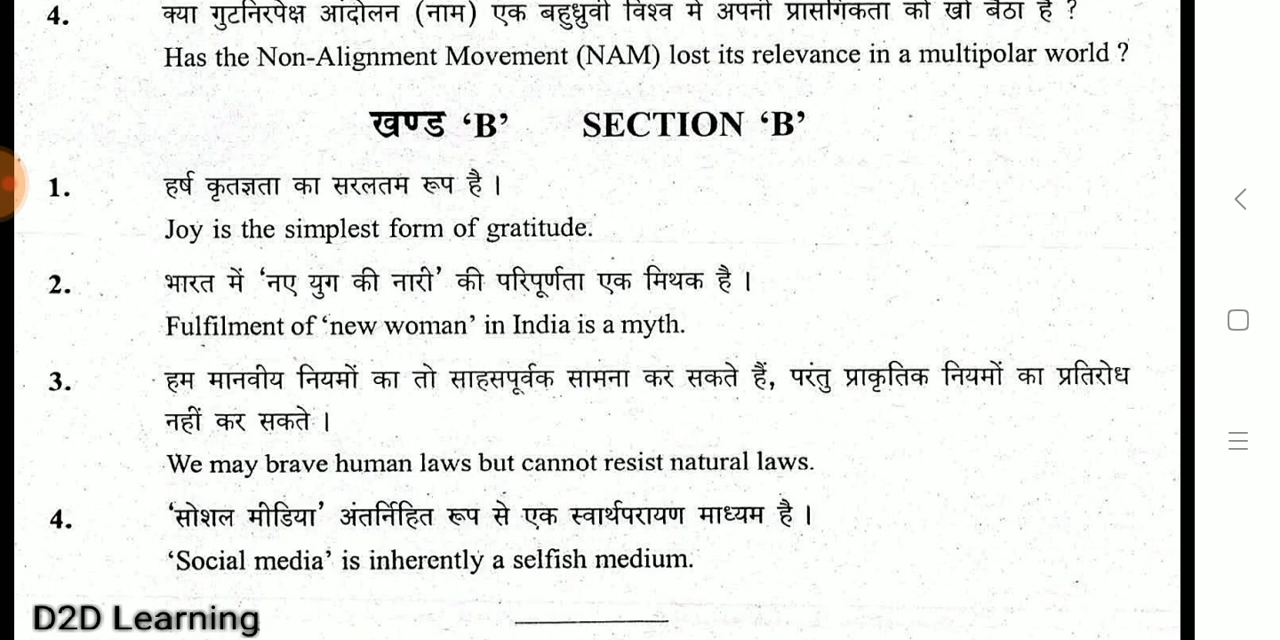 4. क्या गुटनिरपेक्ष आंदोलन (नाम) एक बहुध्रुवी विश्व में अपनी प्रासंगिकता को खो बैठा है ?
Has the Non-Alignment Movement (NAM) lost its relevance in a multipolar world ?
खण्ड ‘B’ SECTION ‘B’
1. हर्ष कृतज्ञता का सरलतम रूप है ।
Joy is the simplest form of gratitude.
2. भारत में ‘नए युग की नारी’ की परिपूर्णता एक मिथक है ।
Fulfilment of ‘new woman’ in India is a myth.
3. हम मानवीय नियमों का तो साहसपूर्वक सामना कर सकते हैं, परंतु प्राकृतिक नियमों का प्रतिरोध
नहीं कर सकते ।
We may brave human laws but cannot resist natural laws.
4. ‘सोशल मीडिया’ अंतर्निहित रूप से एक स्वार्थपरायण माध्यम है ।
‘Social media’ is inherently a selfish medium.
D2D Learning